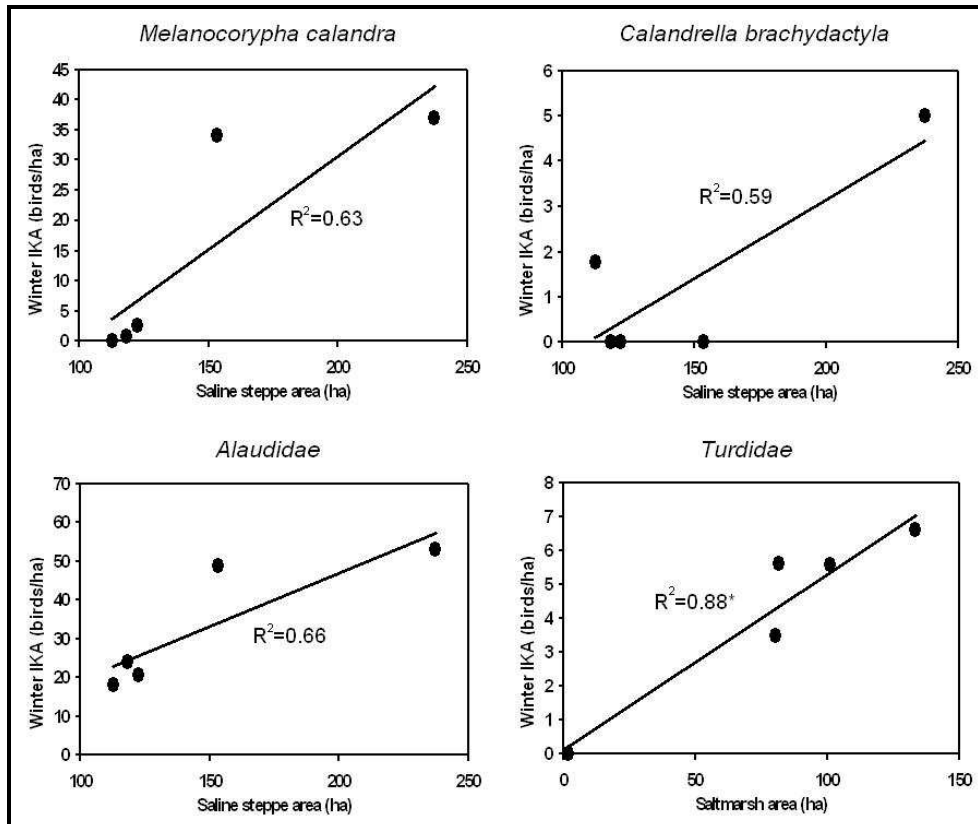 Melanocorypha calandra
45
40
35
30
25
20
15
10
5
0
Winter IKA (birds/ha)
R²=0.63
100 150 200 250
Saline steppe area (ha)
Calandrella brachydactyla
6
5
4
3
2
1
0
Winter IKA (birds/ha)
R²=0.59
100 150 200 250
Saline steppe area (ha)
Alaudidae
70
60
50
40
30
20
10
0
Winter IKA (birds/ha)
R²=0.66
100 150 200 250
Saline steppe area (ha)
Turdidae
8
7
6
5
4
3
2
1
0
Winter IKA (birds/ha)
R²=0.88*
0 50 100 150
Saltmarsh area (ha)